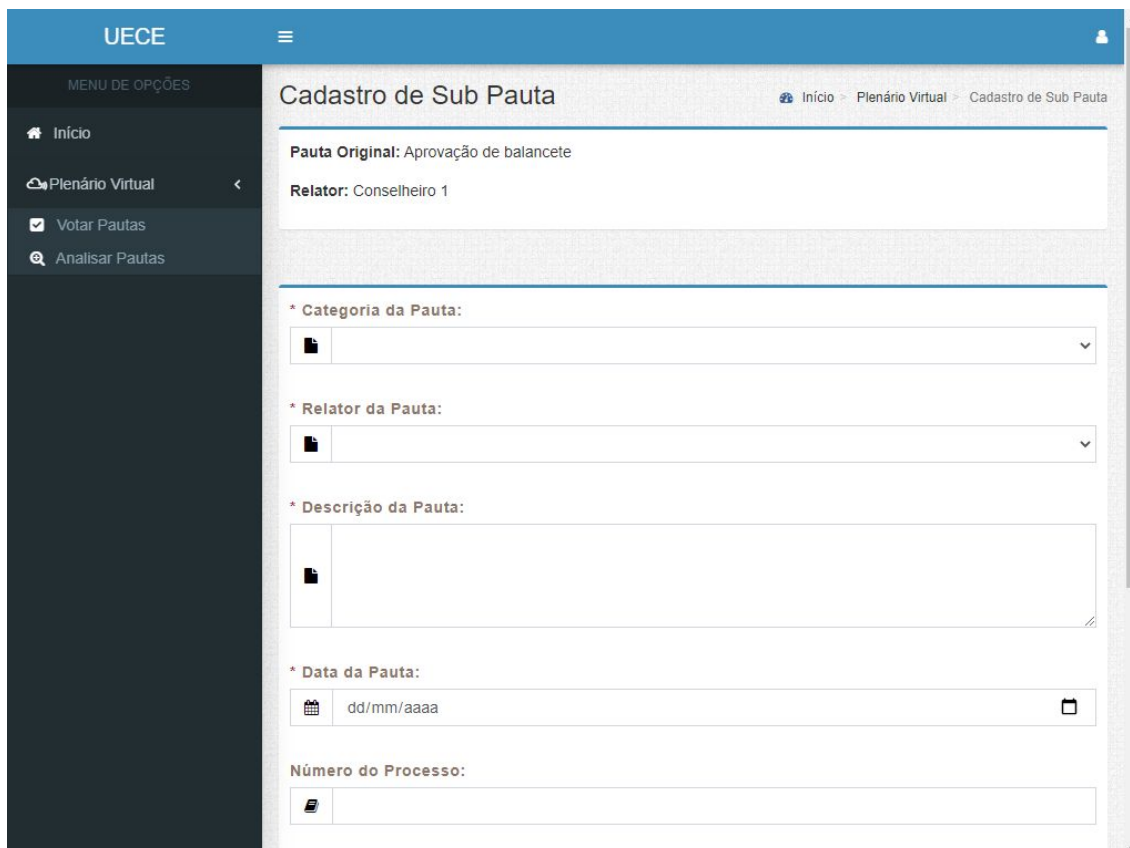 UECE
MENU DE OPÇÕES
Início
Plenário Virtual
Votar Pautas
Analisar Pautas
Cadastro de Sub Pauta
Início > Plenário Virtual > Cadastro de Sub Pauta
Pauta Original: Aprovação de balancete
Relator: Conselheiro 1
* Categoria da Pauta:
* Relator da Pauta:
* Descrição da Pauta:
* Data da Pauta:
dd/mm/aaaa
Número do Processo: